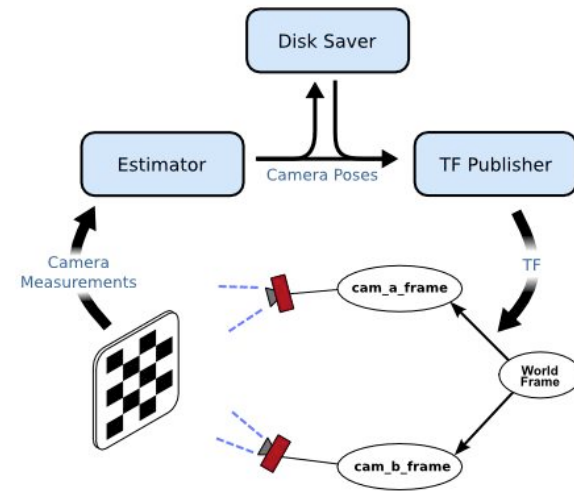 Disk Saver
Estimator
TF Publisher
Camera Poses
Camera
Measurements
TF
cam_a_frame
World
Frame
cam_b_frame